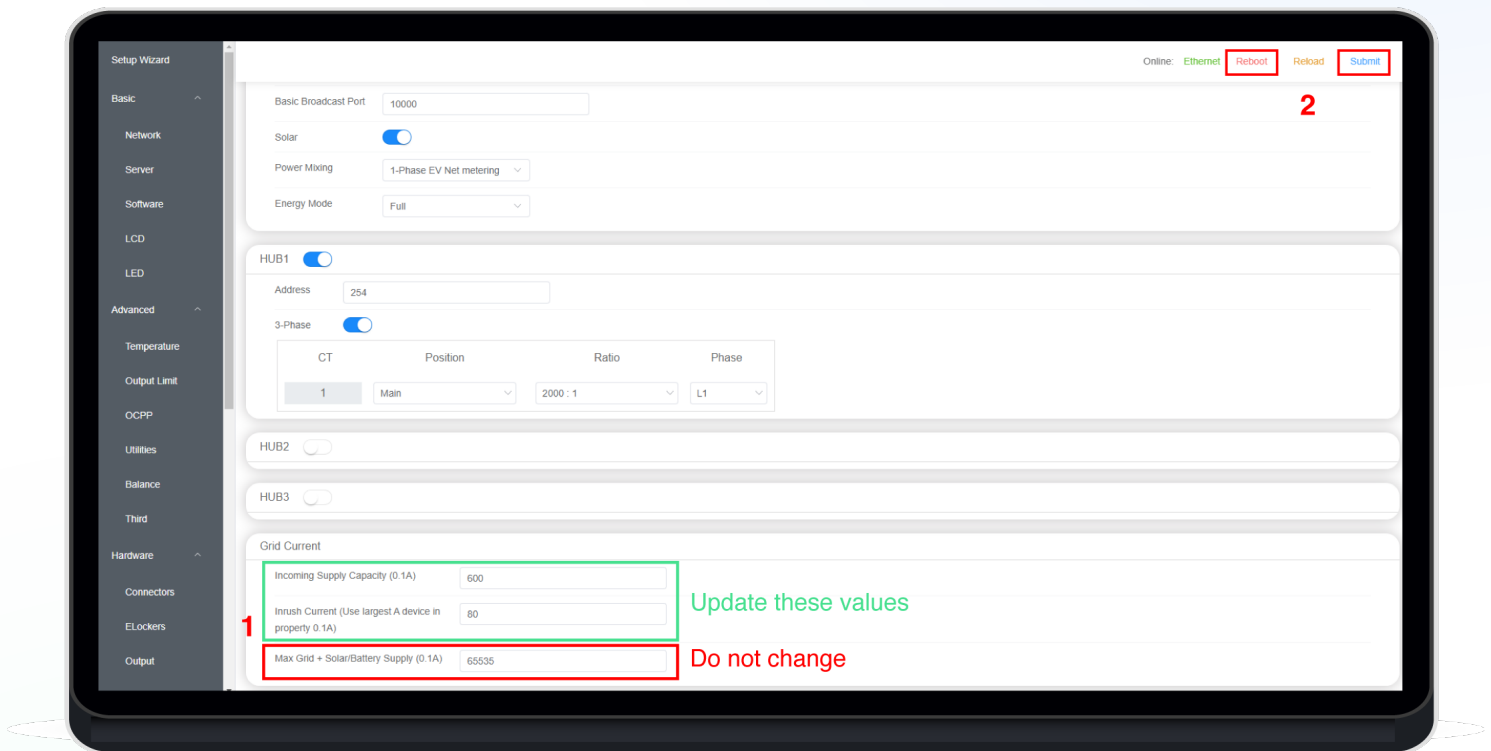 Setup Wizard
Online: Ethernet Reboot Reload Submit
2
Basic
Network
Server
Software
LCD
LED
Advanced
Temperature
Output Limit
OCPP
Utilities
Balance
Third
Hardware
Connectors
ELockers
Output
Basic Broadcast Port 10000
Solar
Power Mixing 1-Phase EV Net metering
Energy Mode Full
HUB1
Address 254
3-Phase
CT Position Ratio Phase
1 Main 2000 : 1 L1
HUB2
HUB3
Grid Current
1
Incoming Supply Capacity (0.1A) 600
Inrush Current (Use largest A device in
property 0.1A)
80
Update these values
Max Grid + Solar/Battery Supply (0.1A) 65535
Do not change